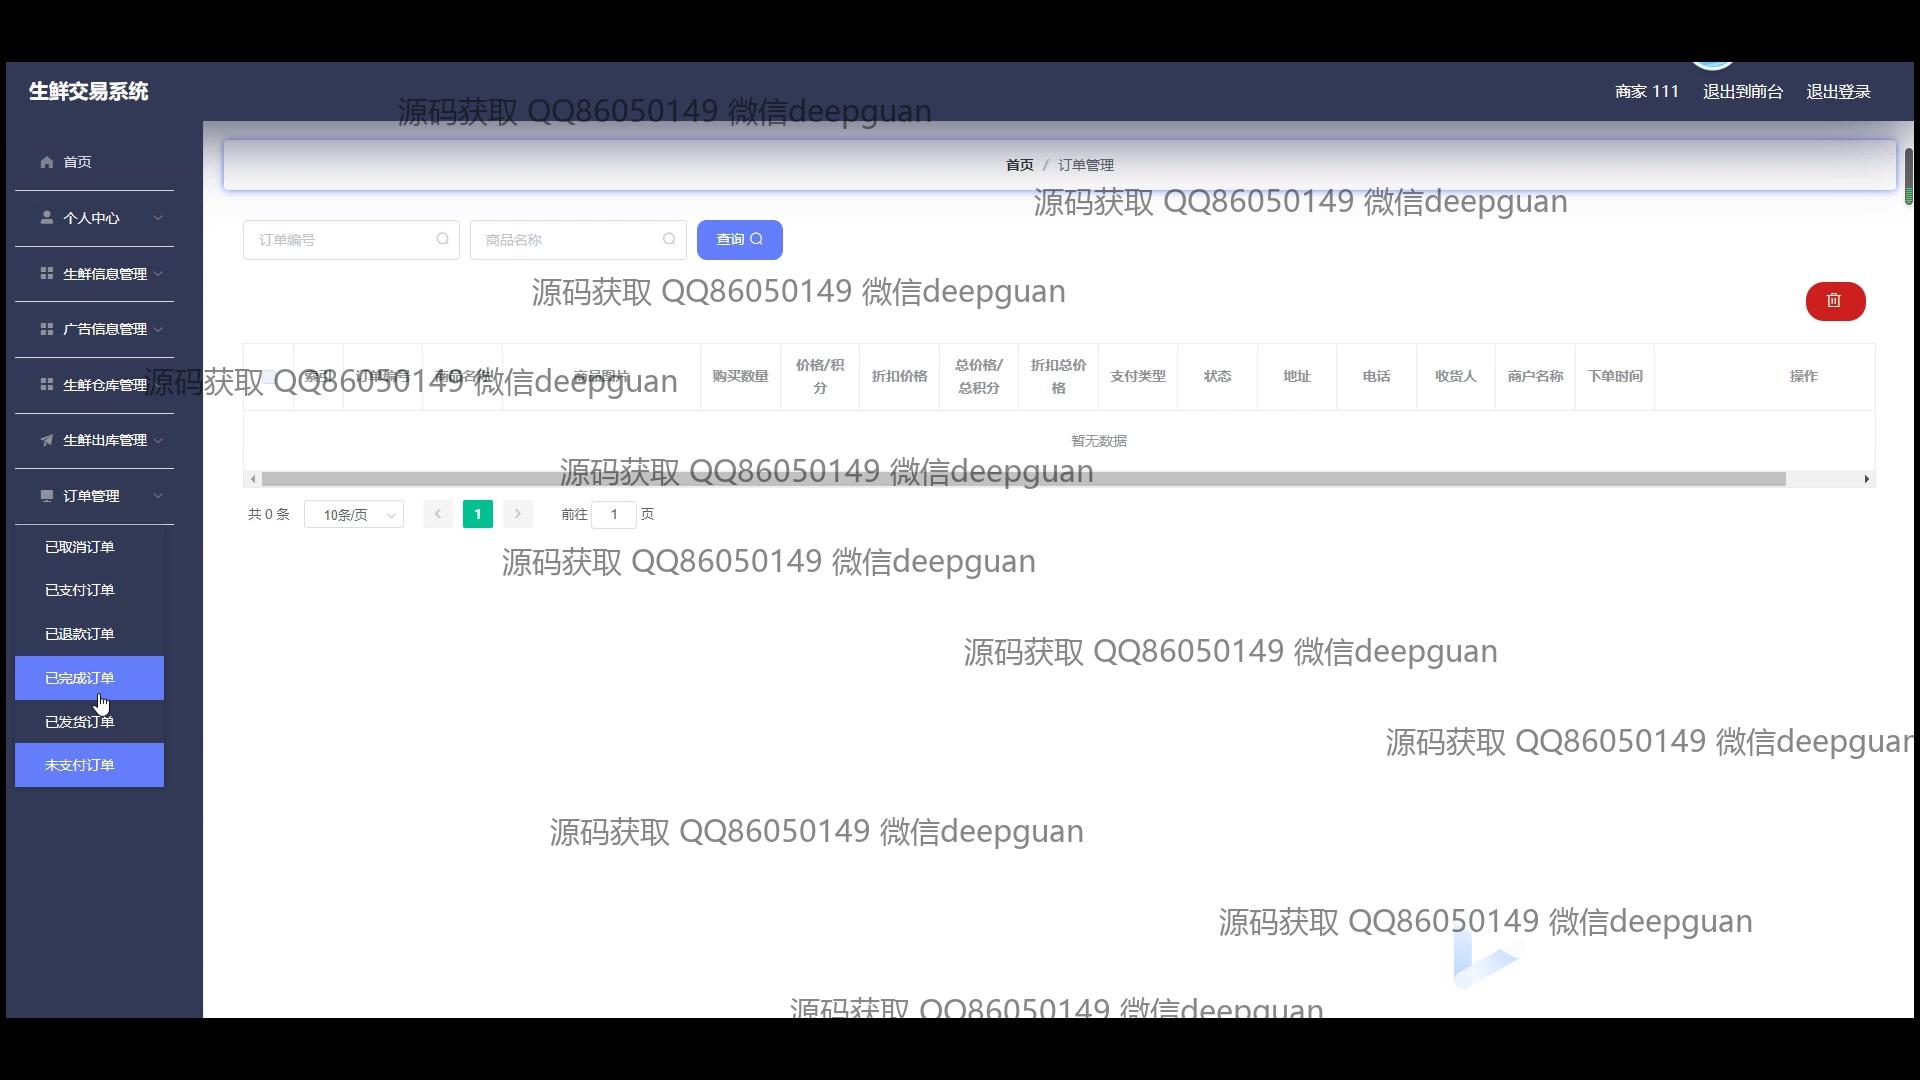 生鲜交易系统
商家 111 退出到前台 退出登录
源码获取 QQ86050149 微信deepguan
首页
首页 / 订单管理
源码获取 QQ86050149 微信deepguan
个人中心
订单编号 商品名称 查询
生鲜信息管理
源码获取 QQ86050149 微信deepguan
广告信息管理
索引 订单编号 商品名称 商品图片 购买数量 价格/积分 折扣价格 总价格/总积分 折扣总价格 支付类型 状态 地址 电话 收货人 商户名称 下单时间 操作
生鲜仓库管理
源码获取 QQ86050149 微信deepguan
生鲜出库管理
暂无数据
源码获取 QQ86050149 微信deepguan
订单管理
共 0 条 10条/页 1 前往 1 页
已取消订单
源码获取 QQ86050149 微信deepguan
已支付订单
已退款订单
源码获取 QQ86050149 微信deepguan
已完成订单
已发货订单
源码获取 QQ86050149 微信deepguan
未支付订单
源码获取 QQ86050149 微信deepguan
源码获取 QQ86050149 微信deepguan
源码获取 QQ86050149 微信deepguan